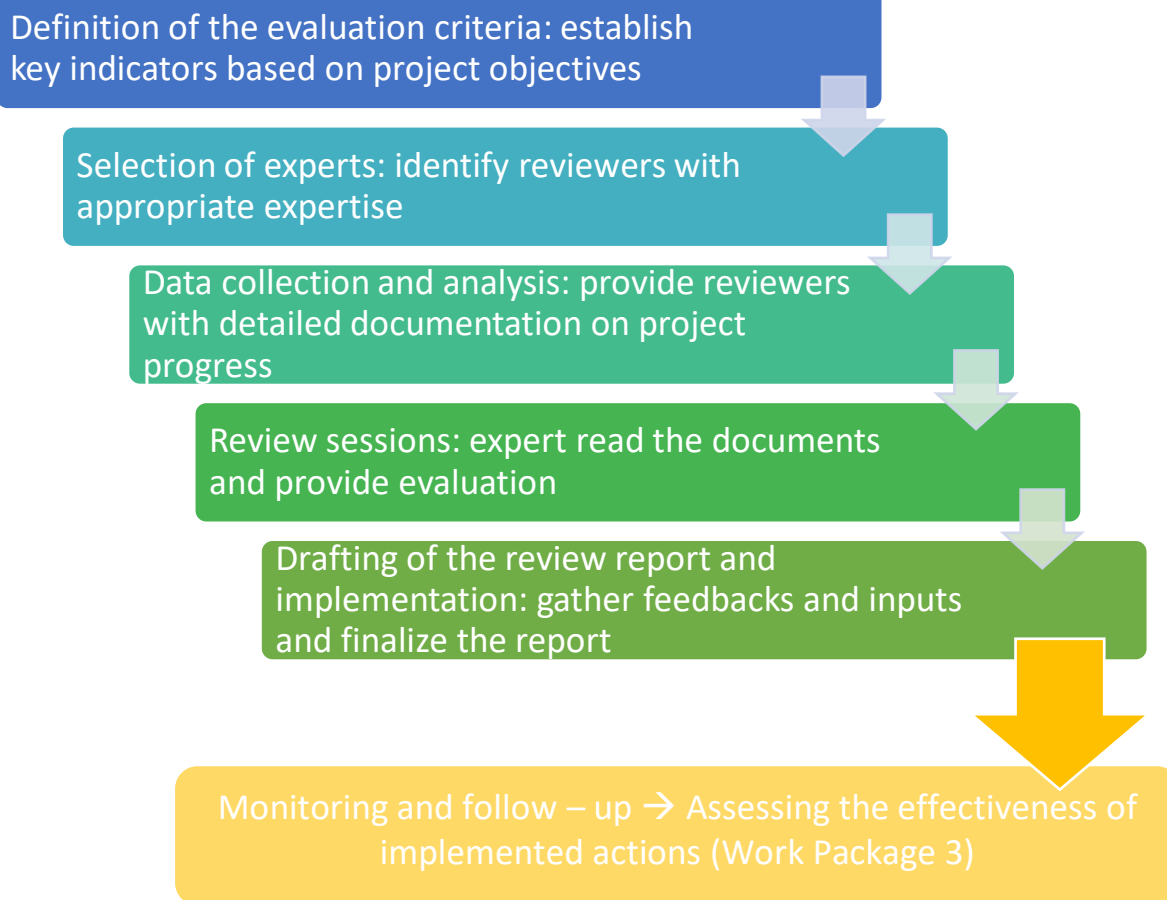 Definition of the evaluation criteria: establish
key indicators based on project objectives
Selection of experts: identify reviewers with
appropriate expertise
Data collection and analysis: provide reviewers
with detailed documentation on project
progress
Review sessions: expert read the documents
and provide evaluation
Drafting of the review report and
implementation: gather feedbacks and inputs
and finalize the report
Monitoring and follow – up → Assessing the effectiveness of
implemented actions (Work Package 3)